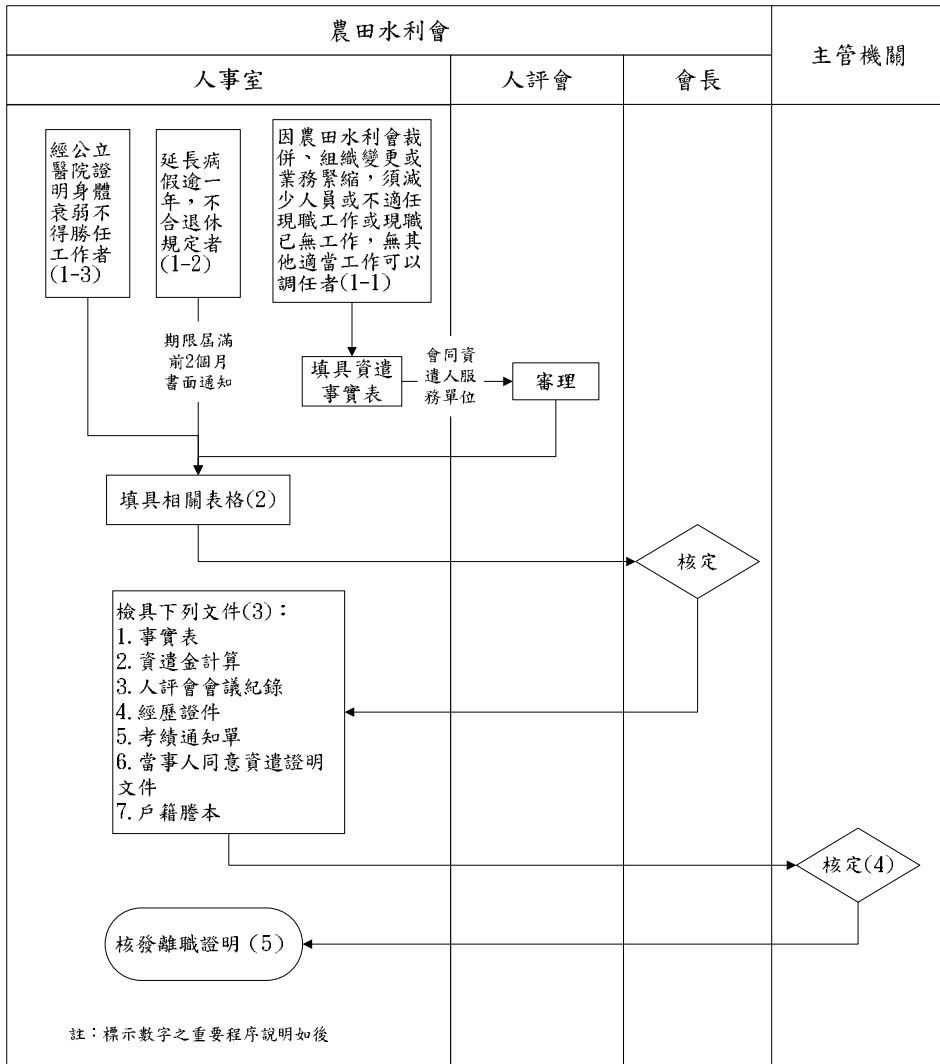 農田水利會
主管機關
人事室
人評會
會長
經公立
醫院證
明身體
衰弱不
得勝任
工作者
(1-3)
延長病
假逾一
年，不
合退休
規定者
(1-2)
因農田水利會裁
併、組織變更或
業務緊縮，須減
少人員或不適任
現職工作或現職
已無工作，無其
他適當工作可以
調任者(1-1)
期限屆滿
前2個月
書面通知
填具資遣
事實表
會同資
遣人服
務單位
審理
填具相關表格(2)
核定
檢具下列文件(3)：
1. 事實表
2. 資遣金計算
3. 人評會會議紀錄
4. 經歷證件
5. 考績通知單
6. 當事人同意資遣證明
文件
7. 戶籍謄本
核定(4)
核發離職證明 (5)
註：標示數字之重要程序說明如後